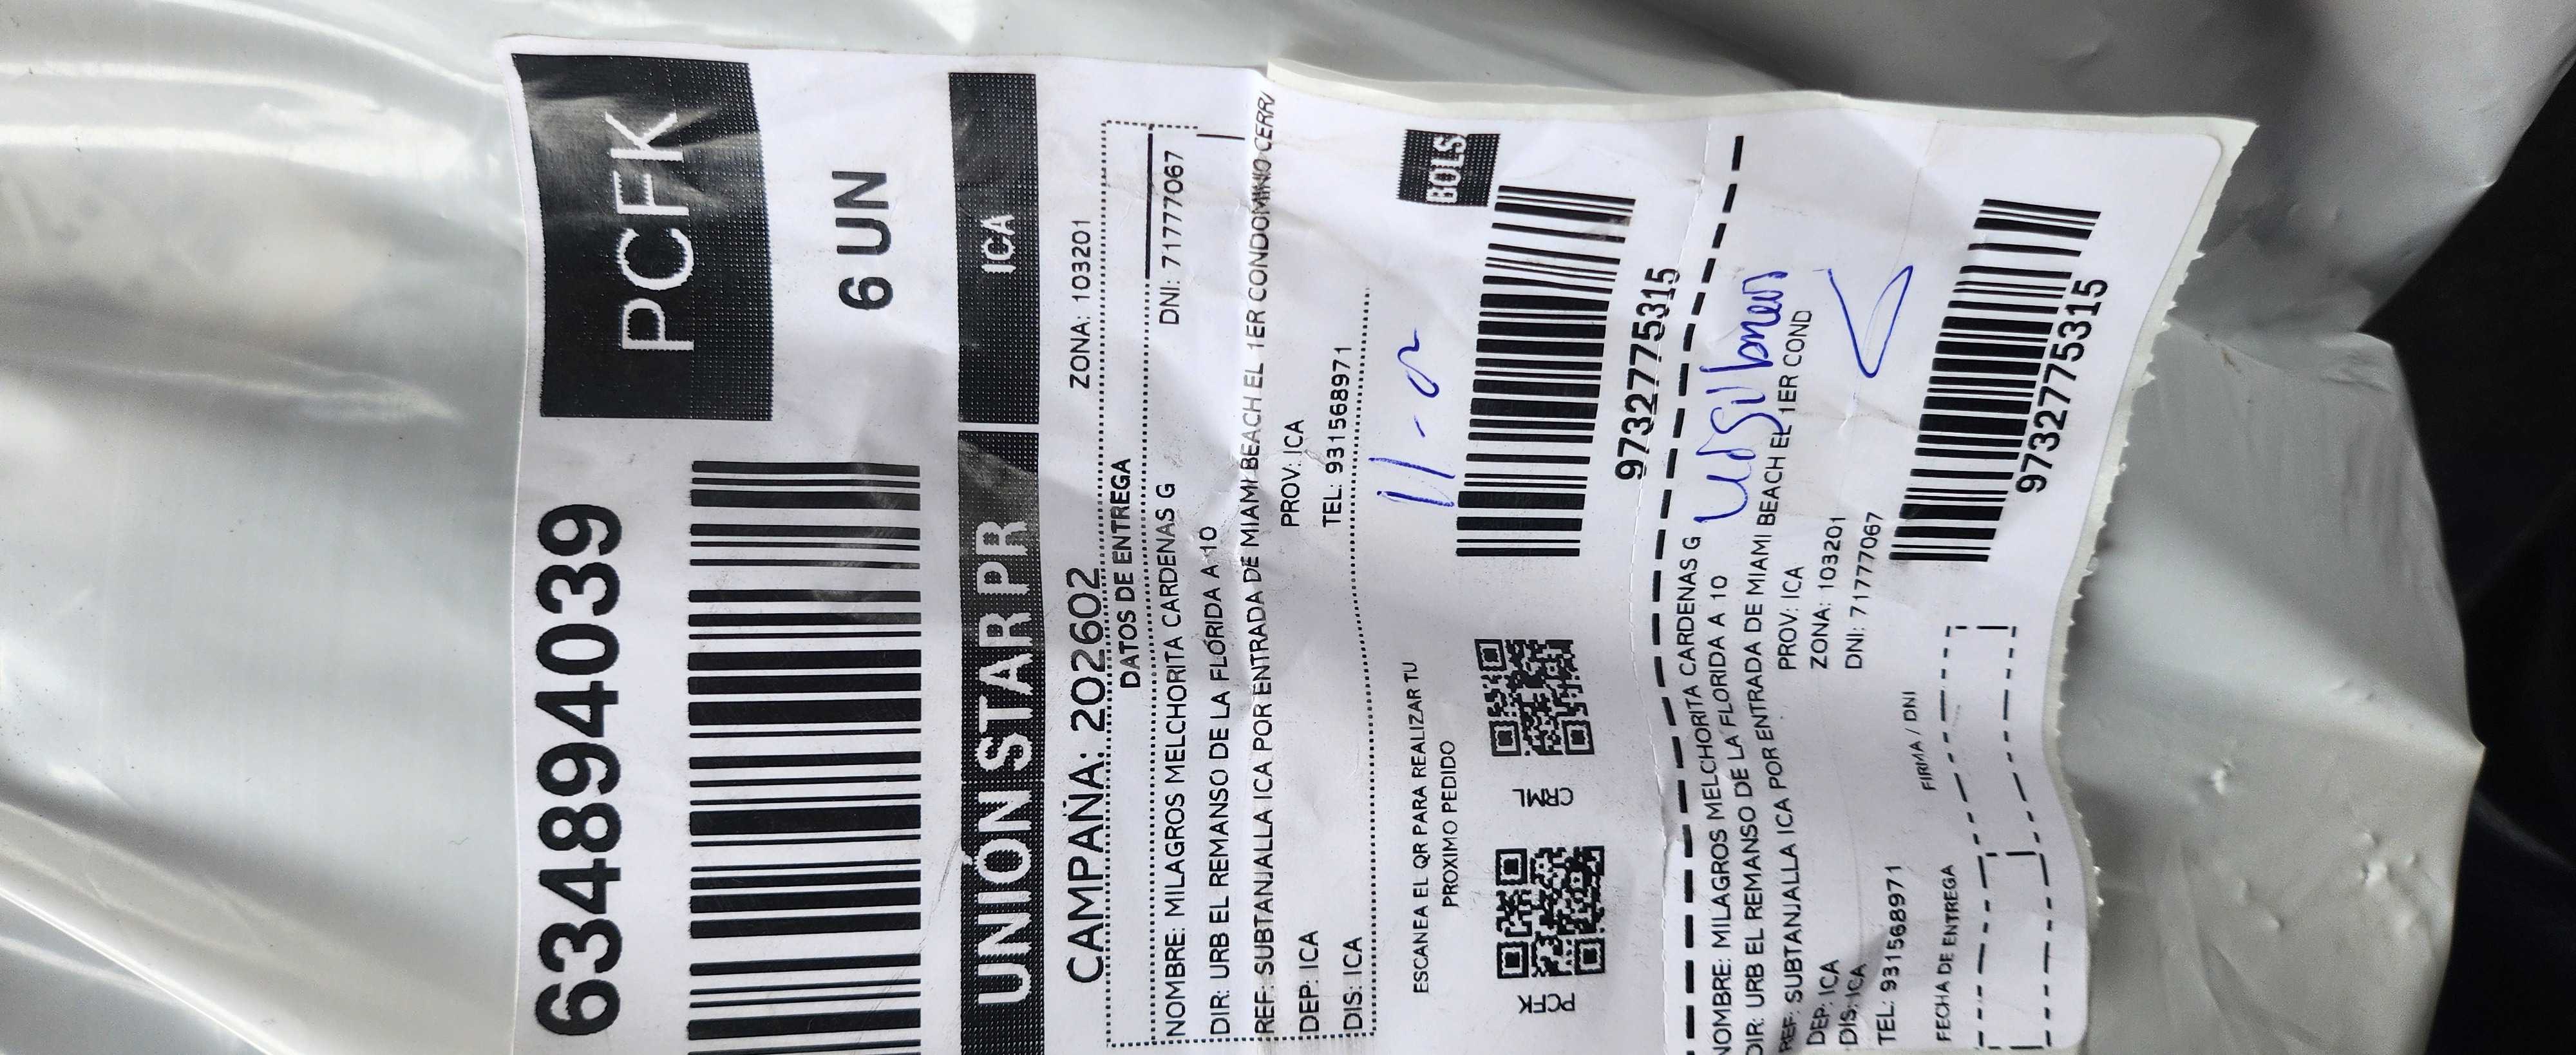 634894039
PCFK
6 UN
UNIÓN STAR PR
ICA
CAMPAÑA: 202602
ZONA: 103201
DATOS DE ENTREGA
NOMBRE: MILAGROS MELCHORITA CARDENAS G
DNI: 71777067
DIR: URB EL REMANSO DE LA FLORIDA A 10
REF: SUBTANJALLA ICA POR ENTRADA DE MIAMI BEACH EL 1ER CONDOMINO CERR
DEP: ICA
PROV: ICA
DIS: ICA
TEL: 931568971
ESCANEA EL QR PARA REALIZAR TU
PROXIMO PEDIDO
PCFK
CRML
BOLS
9732775315
NOMBRE: MILAGROS MELCHORITA CARDENAS G
DIR: URB EL REMANSO DE LA FLORIDA A 10
REF: SUBTANJALLA ICA POR ENTRADA DE MIAMI BEACH EL 1ER COND
DEP: ICA
PROV: ICA
DIS: ICA
ZONA: 103201
TEL: 931568971
DNI: 71777067
FECHA DE ENTREGA
FIRMA / DNI
9732775315